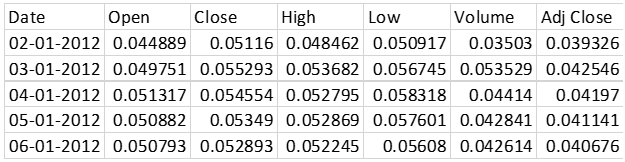 Date Open Close High Low Volume Adj Close
02-01-2012 0.044889 0.05116 0.048462 0.050917 0.03503 0.039326
03-01-2012 0.049751 0.055293 0.053682 0.056745 0.053529 0.042546
04-01-2012 0.051317 0.054554 0.052795 0.058318 0.04414 0.04197
05-01-2012 0.050882 0.05349 0.052869 0.057601 0.042841 0.041141
06-01-2012 0.050793 0.052893 0.052245 0.05608 0.042614 0.040676